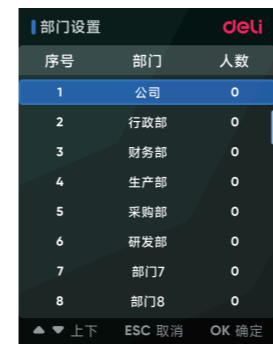 部门设置 deli
序号 部门 人数
1 公司 0
2 行政部 0
3 财务部 0
4 生产部 0
5 采购部 0
6 研发部 0
7 部门7 0
8 部门8 0
▲ ▼ 上下 ESC 取消 OK 确定